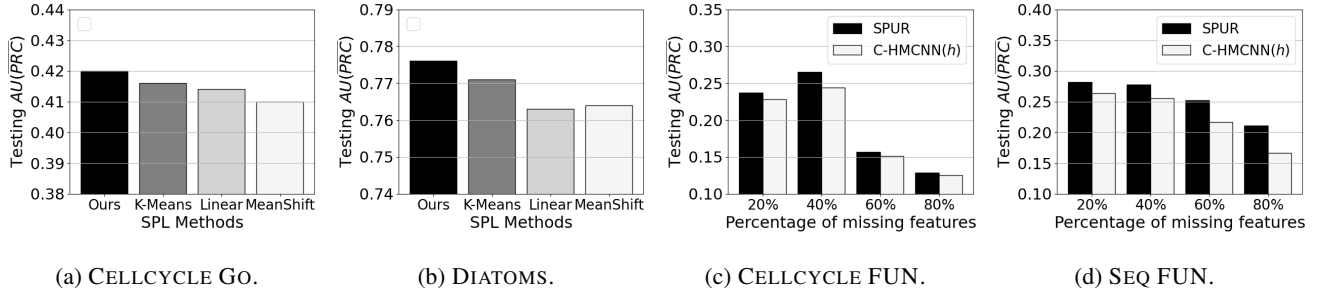 Testing AU(PRC)
0.44
0.43
0.42
0.41
0.40
0.39
0.38
Ours K-Means Linear MeanShift
SPL Methods
(a) CELLCYCLE GO.
Testing AU(PRC)
0.79
0.78
0.77
0.76
0.75
0.74
Ours K-Means Linear MeanShift
SPL Methods
(b) DIATOMS.
Testing AU(PRC)
0.35
0.30
0.25
0.20
0.15
0.10
SPUR
C-HMCNN(h)
20% 40% 60% 80%
Percentage of missing features
(c) CELLCYCLE FUN.
Testing AU(PRC)
0.40
0.35
0.30
0.25
0.20
0.15
0.10
SPUR
C-HMCNN(h)
20% 40% 60% 80%
Percentage of missing features
(d) SEQ FUN.